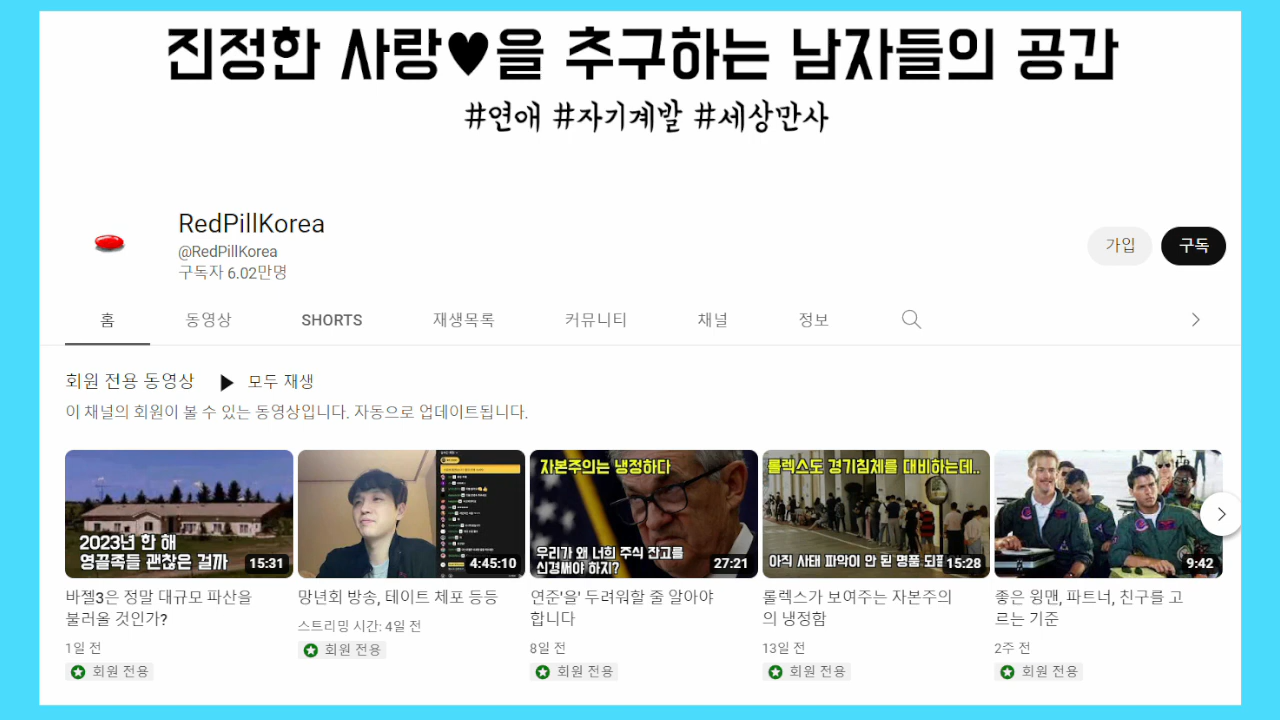 진정한 사랑♥을 추구하는 남자들의 공간
#연애 #자기계발 #세상만사
RedPillKorea
@RedPillKorea
구독자 6.02만명
가입
구독
홈
동영상
SHORTS
재생목록
커뮤니티
채널
정보
회원 전용 동영상
모두 재생
이 채널의 회원이 볼 수 있는 동영상입니다. 자동으로 업데이트됩니다.
2023년 한 해
영끌족들 괜찮은 걸까
15:31
바젤3은 정말 대규모 파산을
불러올 것인가?
1일 전
회원 전용
4:45:10
망년회 방송, 테이트 체포 등등
스트리밍 시간: 4일 전
회원 전용
자본주의는 냉정하다
우리가 왜 너희 주식 잔고를
신경써야 하지?
27:21
연준'을' 두려워할 줄 알아야
합니다
8일 전
회원 전용
롤렉스도 경기침체를 대비하는데..
아직 사태 파악이 안 된 명품
15:28
롤렉스가 보여주는 자본주의
의 냉정함
13일 전
회원 전용
9:42
좋은 윙맨, 파트너, 친구를 고
르는 기준
2주 전
회원 전용